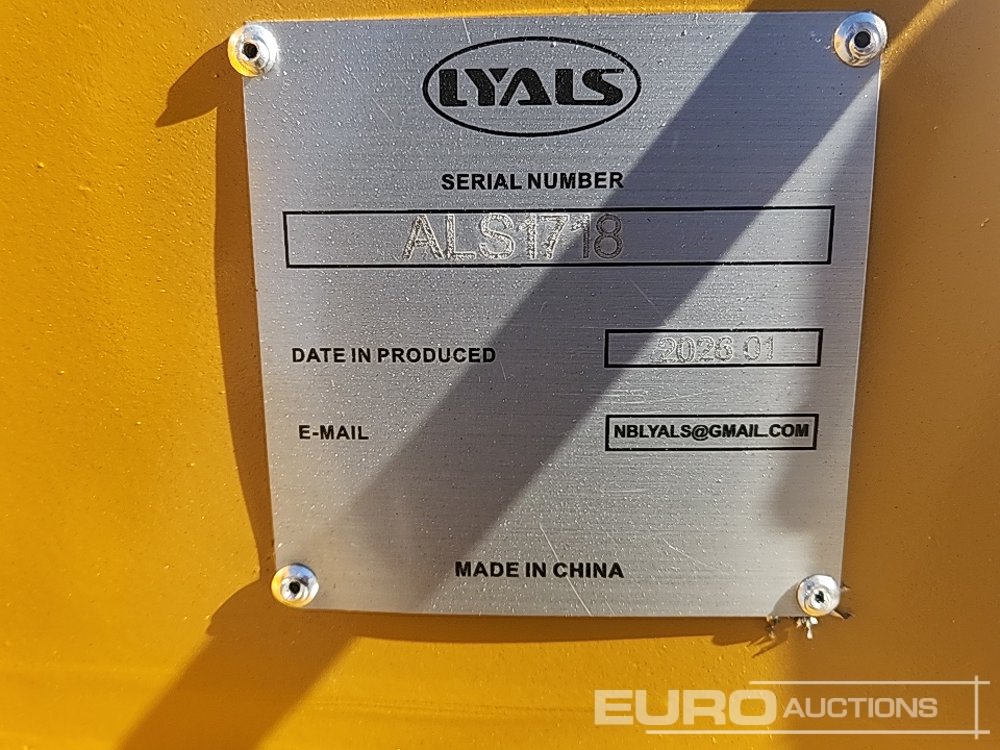 LYALS
SERIAL NUMBER
ALS1718
DATE IN PRODUCED
2026 01
E-MAIL
NBLYALS@GMAIL.COM
MADE IN CHINA
EURO AUCTIONS